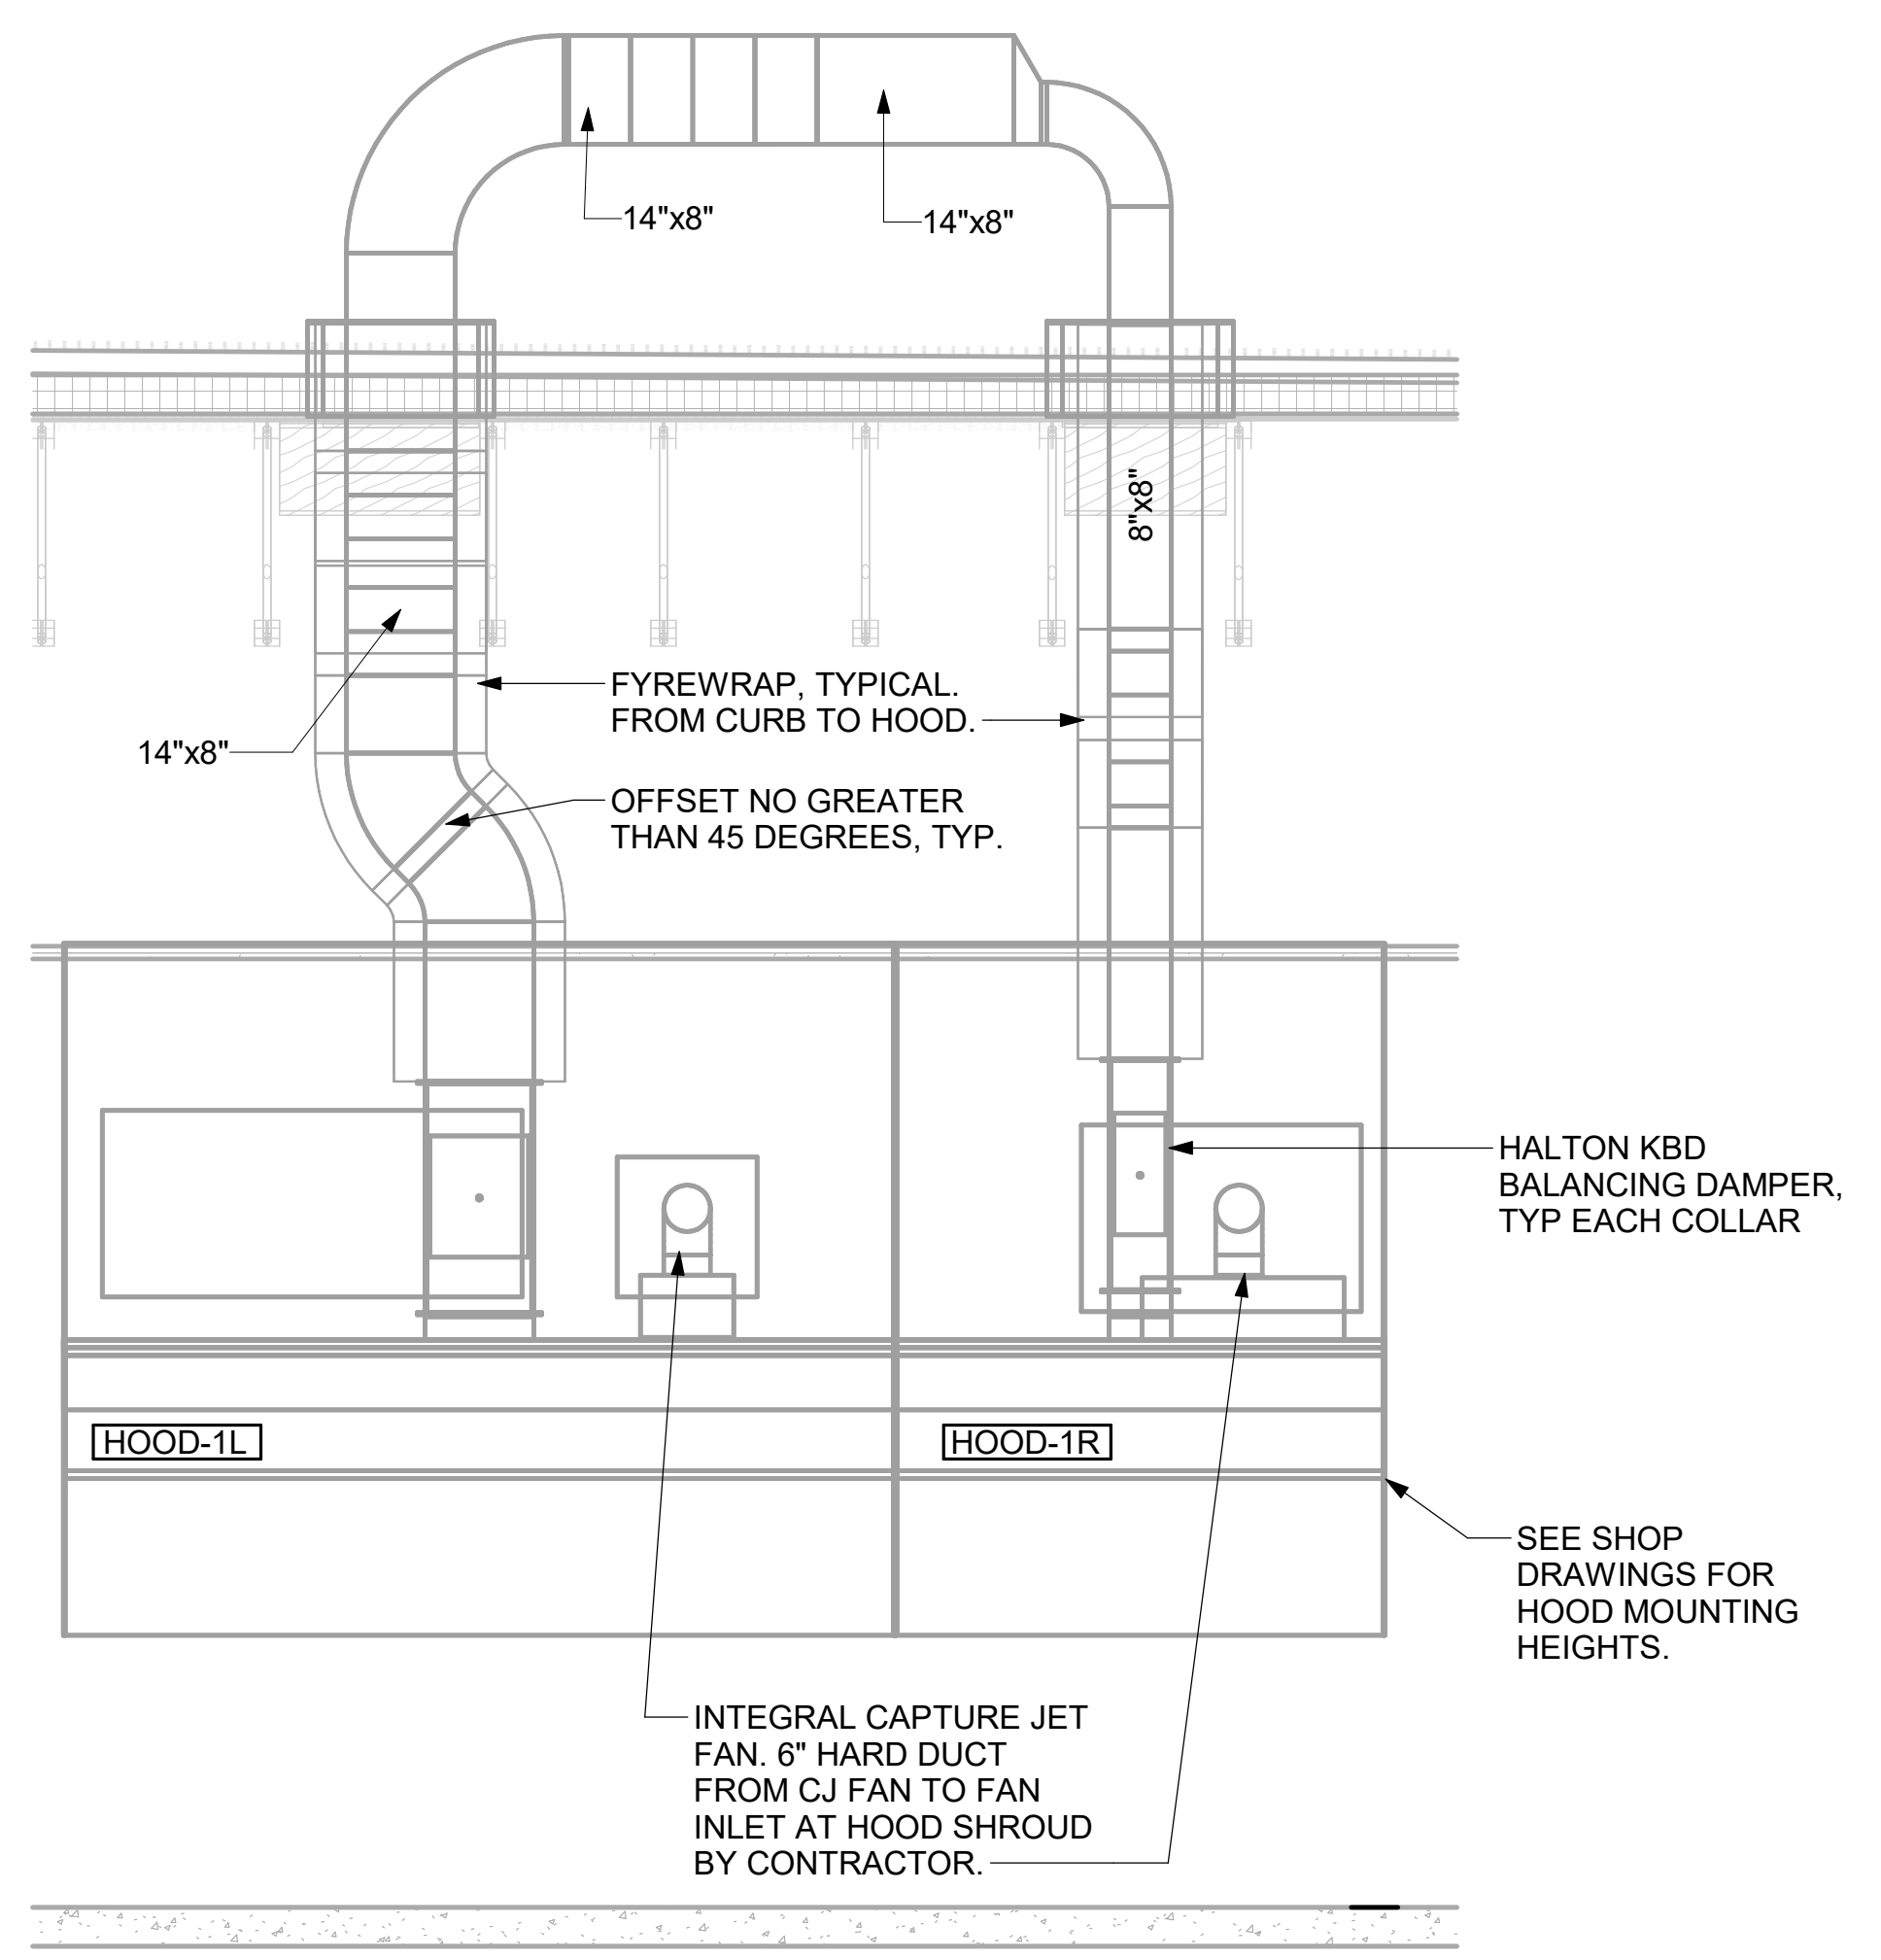 14"x8"
14"x8"
8"x8"
FYREWRAP, TYPICAL.
FROM CURB TO HOOD.
14"x8"
OFFSET NO GREATER
THAN 45 DEGREES, TYP.
HALTON KBD
BALANCING DAMPER,
TYP EACH COLLAR
HOOD-1L
HOOD-1R
SEE SHOP
DRAWINGS FOR
HOOD MOUNTING
HEIGHTS.
INTEGRAL CAPTURE JET
FAN. 6" HARD DUCT
FROM CJ FAN TO FAN
INLET AT HOOD SHROUD
BY CONTRACTOR.